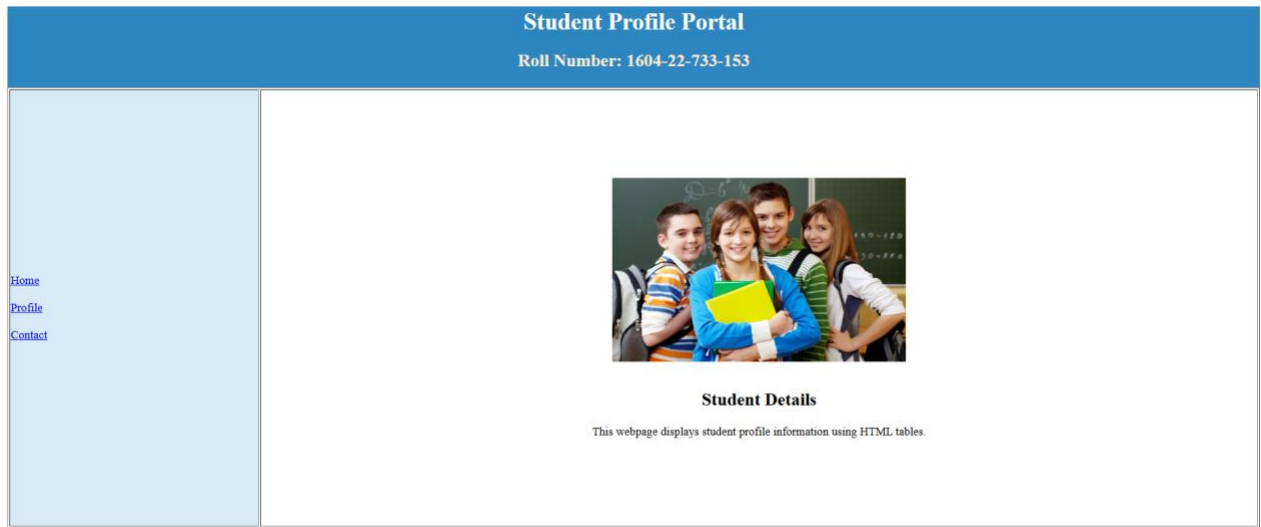 Student Profile Portal
Roll Number: 1604-22-733-153
Home
Profile
Contact
Student Details
This webpage displays student profile information using HTML tables.